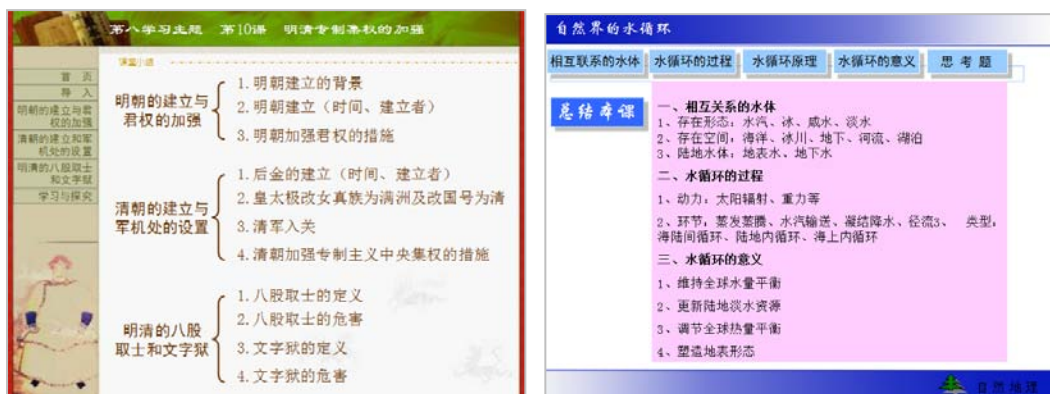 第八学习主题 第10课 明清专制集权的加强
课堂小结
首 页
导 入
明朝的建立与君
权的加强
清朝的建立和军
机处的设置
明清的八股取士
和文字狱
学习与探究
明朝的建立与
君权的加强
1.明朝建立的背景
2.明朝建立（时间、建立者）
3.明朝加强君权的措施
清朝的建立与
军机处的设置
1.后金的建立（时间、建立者）
2.皇太极改女真族为满洲及改国号为清
3.清军入关
4.清朝加强专制主义中央集权的措施
明清的八股
取士和文字狱
1.八股取士的定义
2.八股取士的危害
3.文字狱的定义
4.文字狱的危害
自然界的水循环
相互联系的水体 水循环的过程 水循环原理 水循环的意义 思 考 题
总结本课
一、相互关系的水体
1、存在形态：水汽、冰、咸水、淡水
2、存在空间：海洋、冰川、地下、河流、湖泊
3、陆地水体：地表水、地下水
二、水循环的过程
1、动力：太阳辐射、重力等
2、环节：蒸发蒸腾、水汽输送、凝结降水、径流3、 类型：
海陆间循环、陆地内循环、海上内循环
三、水循环的意义
1、维持全球水量平衡
2、更新陆地淡水资源
3、调节全球热量平衡
4、塑造地表形态
自然地理